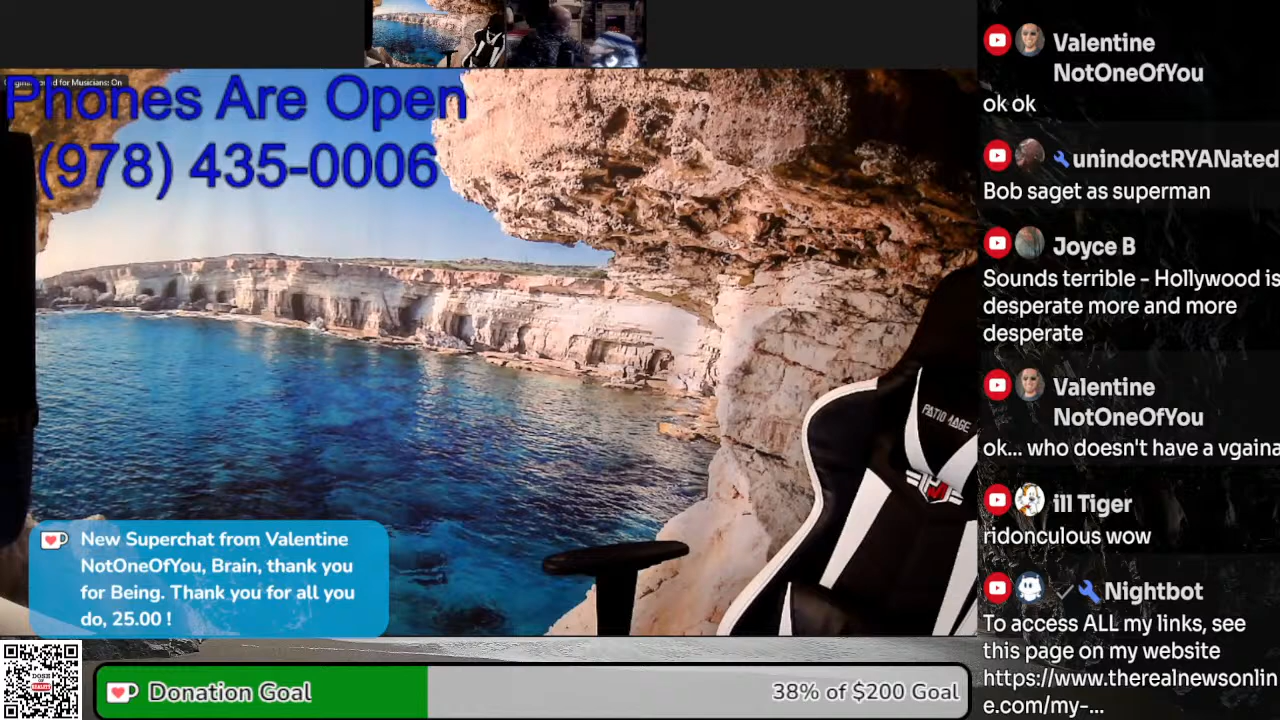 Phones Are Open
(978) 435-0006
PATIO MAGE
New Superchat from Valentine
NotOneOfYou, Brain, thank you
for Being. Thank you for all you
do, 25.00 !
Donation Goal
38% of $200 Goal
Valentine
NotOneOfYou
ok ok
unindoctRYANated
Bob saget as superman
Joyce B
Sounds terrible - Hollywood is
desperate more and more
desperate
Valentine
NotOneOfYou
ok... who doesn't have a vgaina
ill Tiger
ridonculous wow
Nightbot
To access ALL my links, see
this page on my website
https://www.therealnewsonlin
e.com/my-...